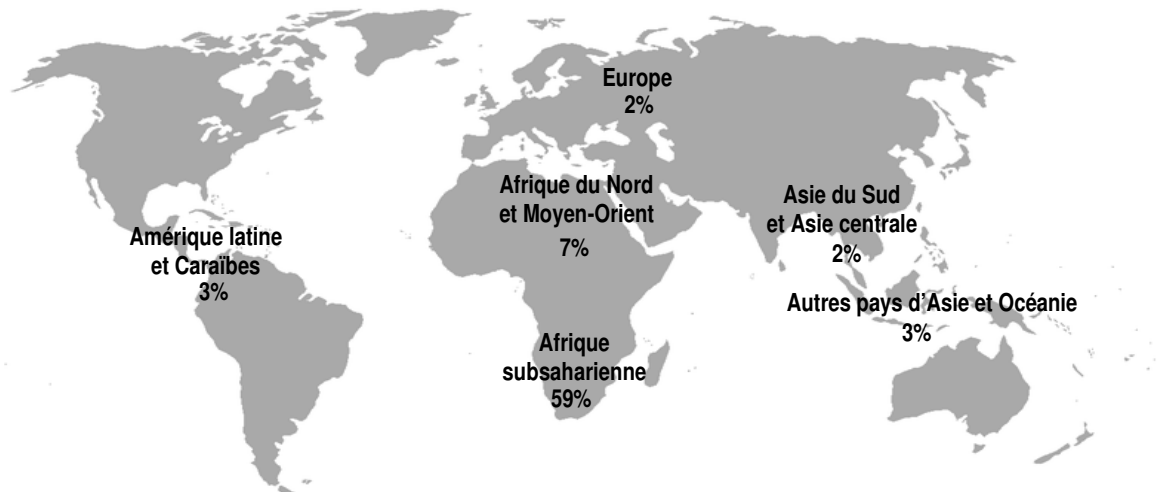 Europe
2%
Afrique du Nord
et Moyen-Orient
7%
Asie du Sud
et Asie centrale
2%
Amérique latine
et Caraïbes
3%
Autres pays d'Asie et Océanie
3%
Afrique
subsaharienne
59%